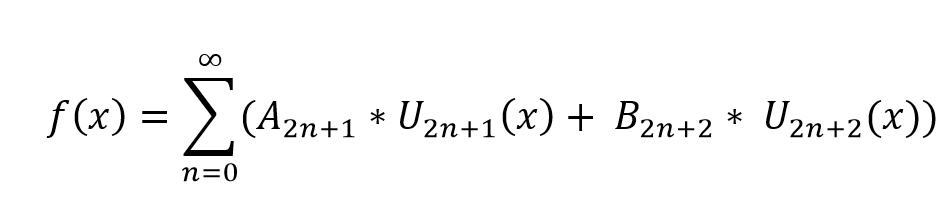 f(x) = ∑_{n=0}^{∞} (A_{2n+1} * U_{2n+1}(x) + B_{2n+2} * U_{2n+2}(x))